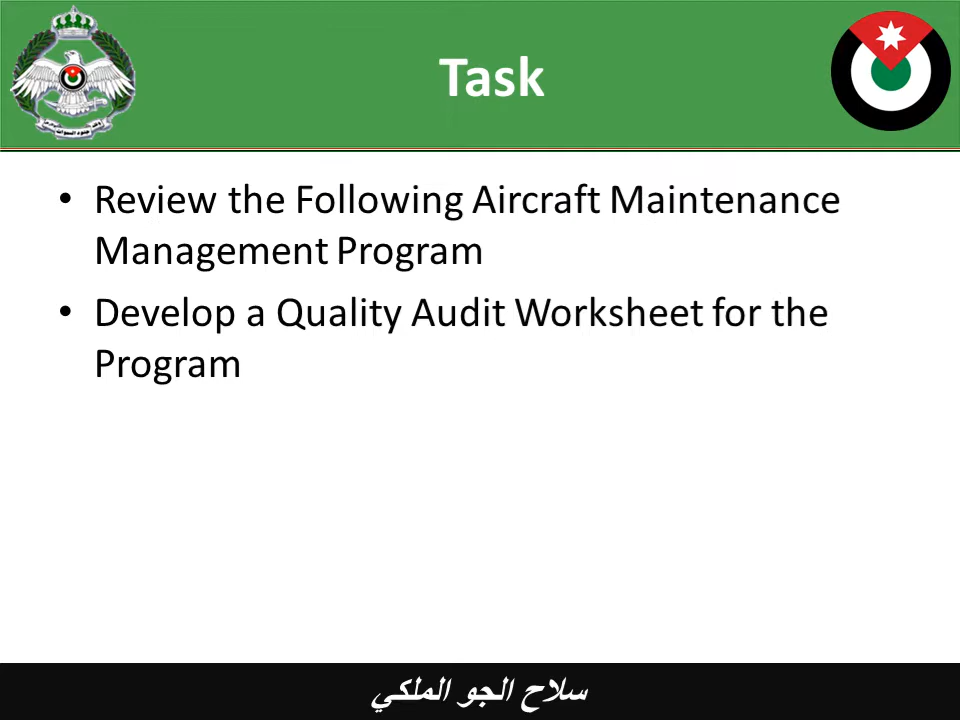 Task
• Review the Following Aircraft Maintenance
Management Program
• Develop a Quality Audit Worksheet for the
Program
سلاح الجو الملكي